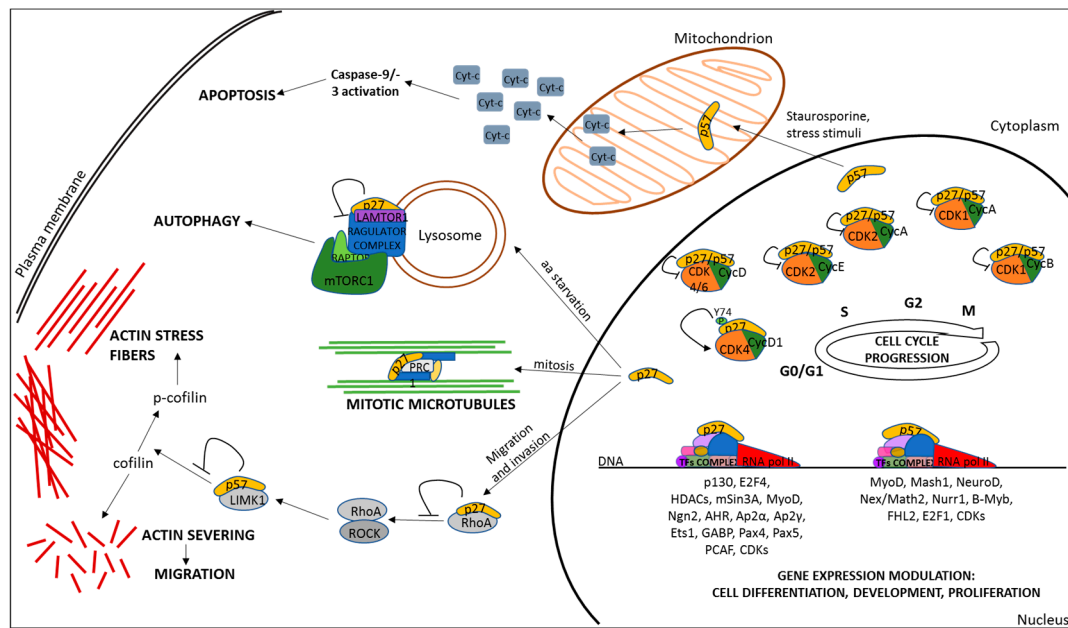 Mitochondrion
Cytoplasm
Plasma membrane
Caspase-9/-
3 activation
APOPTOSIS
Cyt-c
Cyt-c
Cyt-c
Cyt-c
Cyt-c
Cyt-c
Cyt-c
Cyt-c
Cyt-c
p57
Staurosporine,
stress stimuli
p57
p27
LAMTOR1
RAGULATOR
COMPLEX
RAPTOR
mTORC1
Lysosome
AUTOPHAGY
aa starvation
p27/p57
CDK1
CycA
p27/p57
CDK2
CycA
p27/p57
CDK2
CycE
p27/p57
CDK1
CycB
p27/p57
CDK
4/6
CycD
Y74
P
p27
CDK4
CycD1
S
G2
M
G0/G1
CELL CYCLE
PROGRESSION
ACTIN STRESS
FIBERS
p-cofilin
cofilin
p27
PRC
1
MITOTIC MICROTUBULES
mitosis
p27
Migration
and invasion
p57
LIMK1
RhoA
ROCK
p27
RhoA
ACTIN SEVERING
MIGRATION
DNA
p27
TFs COMPLEX
RNA pol II
p57
TFs COMPLEX
RNA pol II
p130, E2F4,
HDACs, mSin3A, MyoD,
Ngn2, AHR, Ap2α, Ap2γ,
Ets1, GABP, Pax4, Pax5,
PCAF, CDKs
MyoD, Mash1, NeuroD,
Nex/Math2, Nurr1, B-Myb,
FHL2, E2F1, CDKs
GENE EXPRESSION MODULATION:
CELL DIFFERENTIATION, DEVELOPMENT, PROLIFERATION
Nucleus